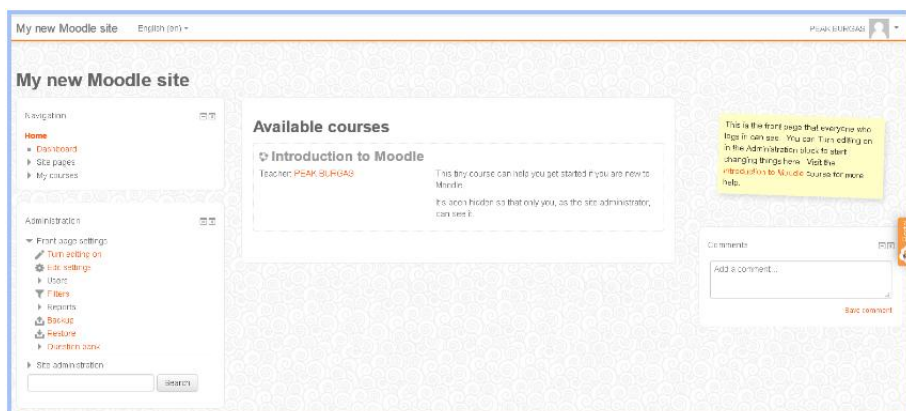 My new Moodle site English (en)
PEAK BURGAS
My new Moodle site
Navigation
Home
Dashboard
Site pages
My courses
Administration
Front page settings
Turn editing on
Edit settings
Users
Filters
Reports
Backup
Restore
Question bank
Site administration
Search
Available courses
Introduction to Moodle
Teacher: PEAK BURGAS
This tiny course can help you get started if you are new to
Moodle.
It's been hidden so that only you, as the site administrator,
can see it.
This is the front page that everyone who
logs in can see. You can Turn editing on
in the Administration block to start
changing things here. Visit the
Introduction to Moodle course for more
help.
Comments
Add a comment...
Save comment